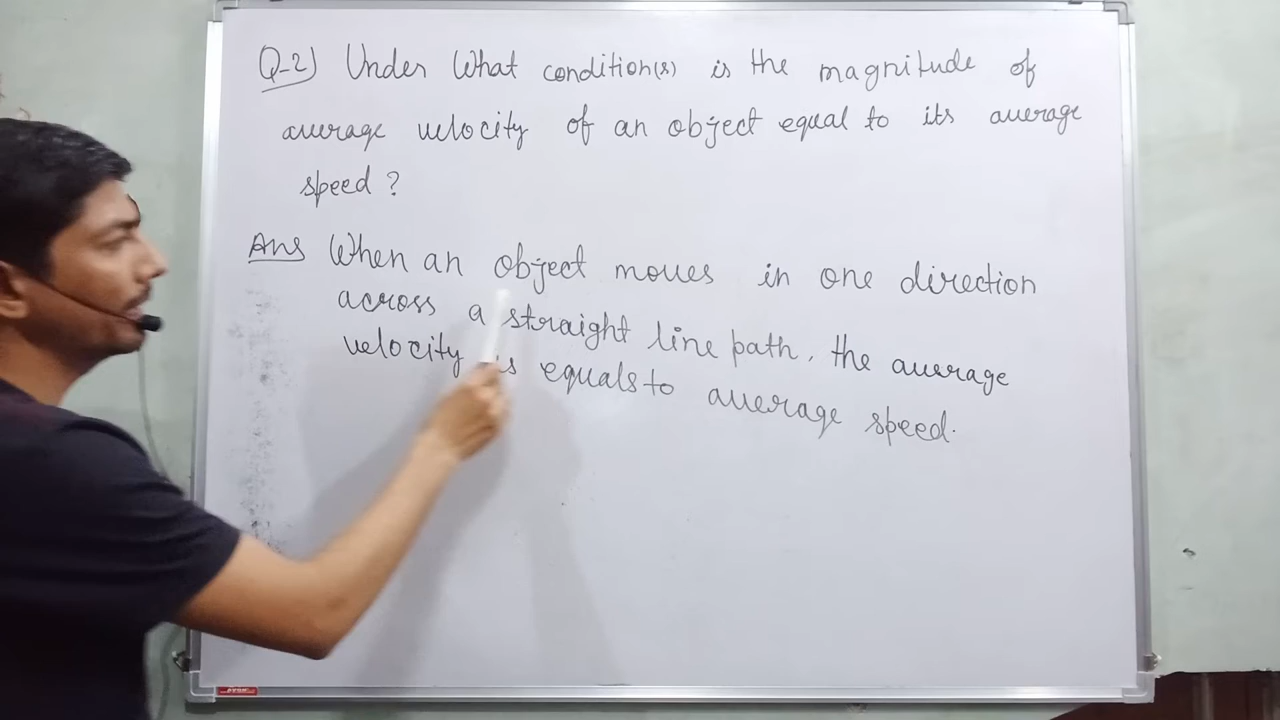 Q-2) Under What condition(s) is the magnitude of
average velocity of an object equal to its average
speed?
Ans When an object moves in one direction
across a straight line path, the average
velocity is equals to average speed.